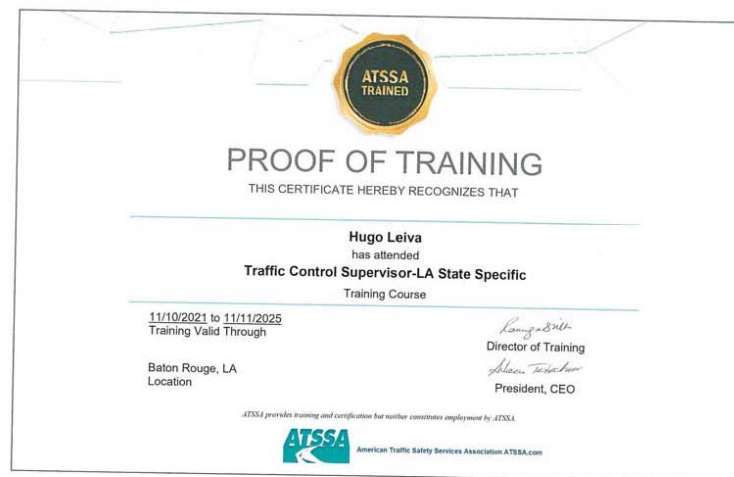 ATSSA
TRAINED
PROOF OF TRAINING
THIS CERTIFICATE HEREBY RECOGNIZES THAT
Hugo Leiva
has attended
Traffic Control Supervisor-LA State Specific
Training Course
11/10/2021 to 11/11/2025
Training Valid Through
Director of Training
Baton Rouge, LA
Location
President, CEO
ATSSA provides training and certification but neither constitutes employment by ATSSA.
ATSSA
American Traffic Safety Services Association ATSSA.com